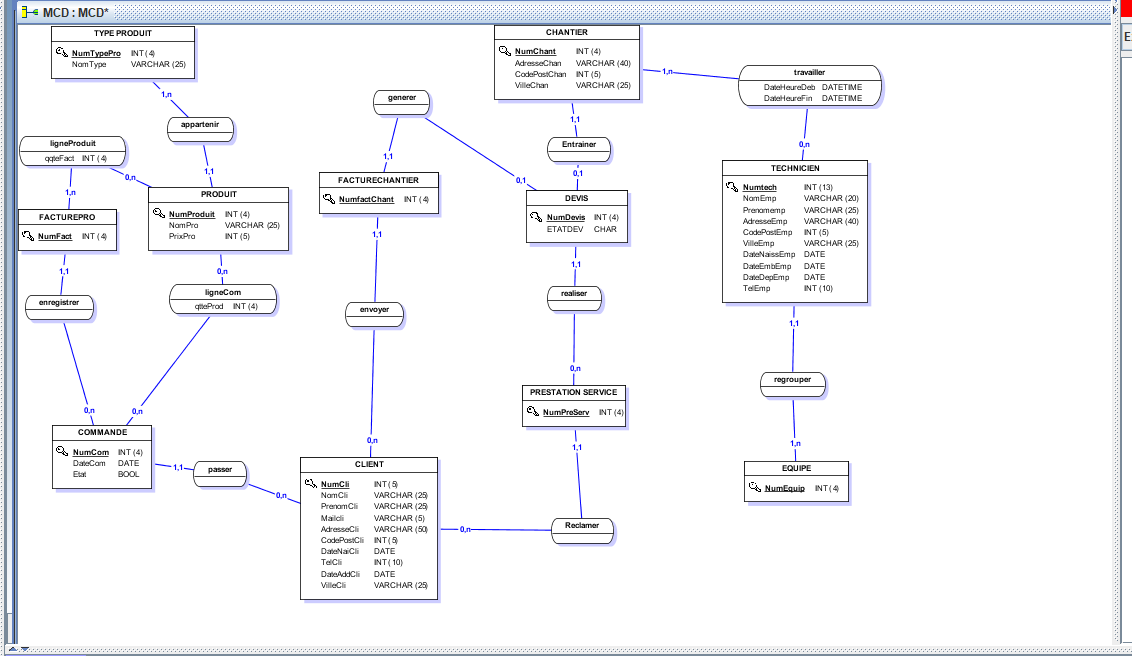 MCD : MCD*
E
TYPE PRODUIT
NumTypePro INT (4)
NomType VARCHAR (25)
1,n
appartenir
1,1
ligneProduit
qqteFact INT (4)
0,n
1,n
FACTUREPRO
NumFact INT (4)
PRODUIT
NumProduit INT (4)
NomPro VARCHAR (25)
PrixPro INT (5)
1,1
enregistrer
0,n
0,n
ligneCom
qtteProd INT (4)
0,n
COMMANDE
NumCom INT (4)
DateCom DATE
Etat BOOL
1,1
passer
0,n
generer
1,1
0,1
FACTURECHANTIER
NumfactChant INT (4)
1,1
envoyer
0,n
CLIENT
NumCli INT (5)
NomCli VARCHAR (25)
PrenomCli VARCHAR (25)
Mailcli VARCHAR (5)
AdresseCli VARCHAR (50)
CodePostCli INT (5)
DateNaiCli DATE
TelCli INT (10)
DateAddCli DATE
VilleCli VARCHAR (25)
0,n
Reclamer
CHANTIER
NumChant INT (4)
AdresseChan VARCHAR (40)
CodePostChan INT (5)
VilleChan VARCHAR (25)
1,n
1,1
Entrainer
0,1
DEVIS
NumDevis INT (4)
ETATDEV CHAR
1,1
realiser
0,n
PRESTATION SERVICE
NumPreServ INT (4)
1,1
travailler
DateHeureDeb DATETIME
DateHeureFin DATETIME
0,n
TECHNICIEN
Numtech INT (13)
NomEmp VARCHAR (20)
Prenomemp VARCHAR (25)
AdresseEmp VARCHAR (40)
CodePostEmp INT (5)
VilleEmp VARCHAR (25)
DateNaissEmp DATE
DateEmbEmp DATE
DateDepEmp DATE
TelEmp INT (10)
1,1
regrouper
1,n
EQUIPE
NumEquip INT (4)